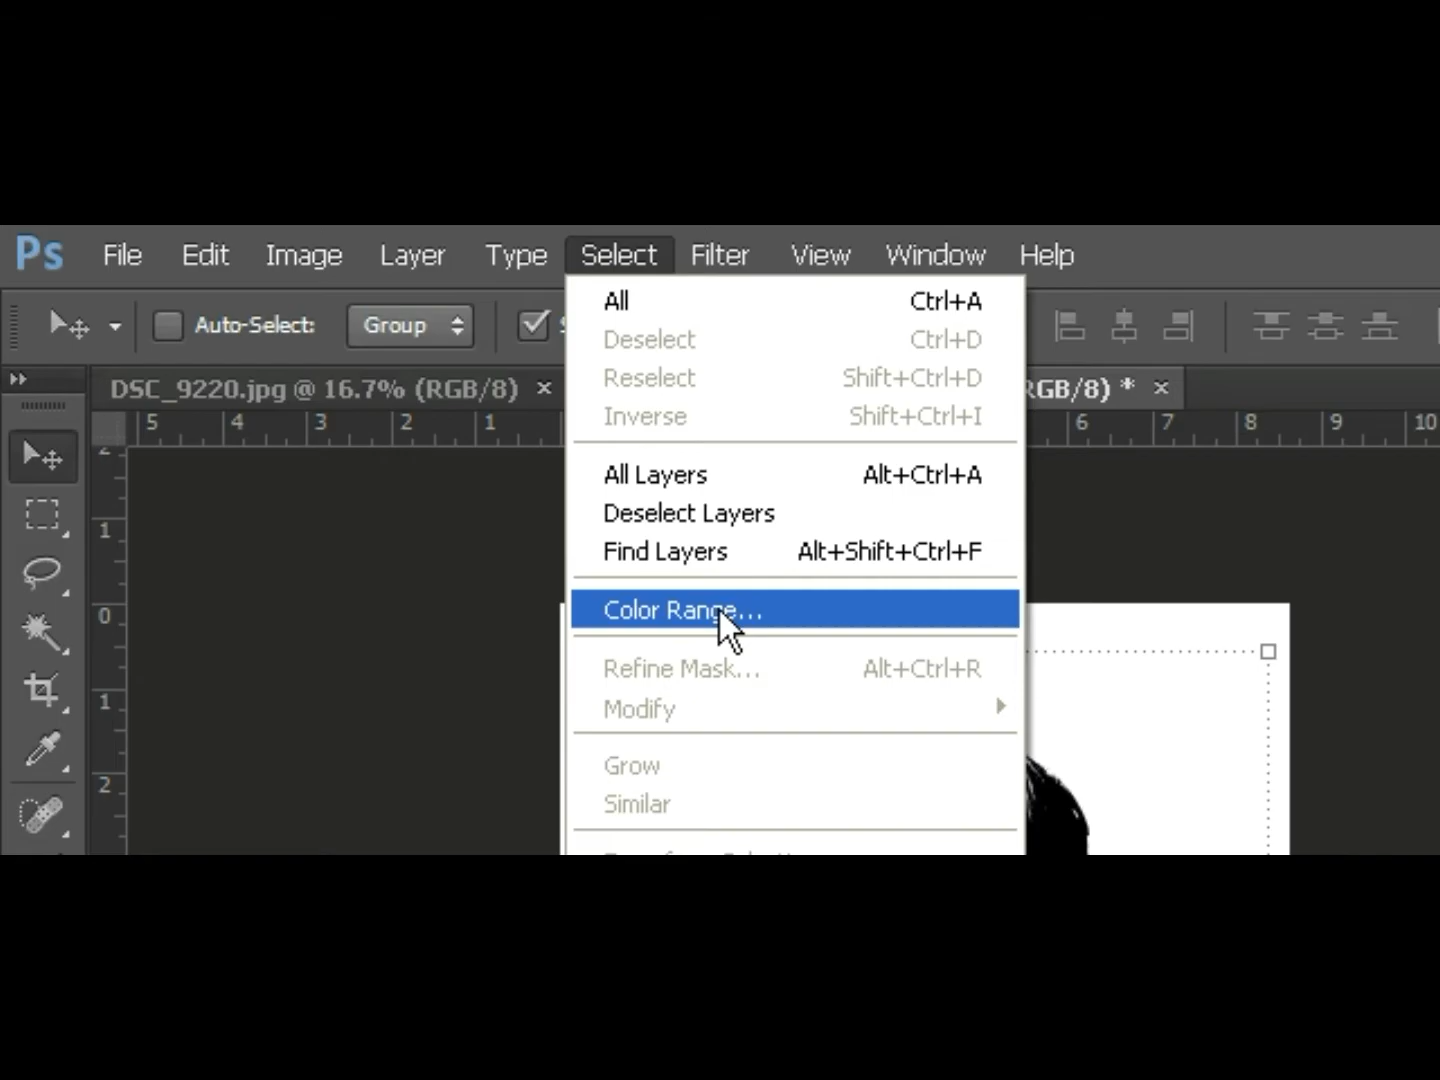 Ps File Edit Image Layer Type Select Filter View Window Help
Auto-Select: Group
DSC_9220.jpg @ 16.7% (RGB/8) × RGB/8) * ×
5 4 3 2 1 6 7 8 9 10
2
1
0
1
2
All Ctrl+A
Deselect Ctrl+D
Reselect Shift+Ctrl+D
Inverse Shift+Ctrl+I
All Layers Alt+Ctrl+A
Deselect Layers
Find Layers Alt+Shift+Ctrl+F
Color Range...
Refine Mask... Alt+Ctrl+R
Modify
Grow
Similar